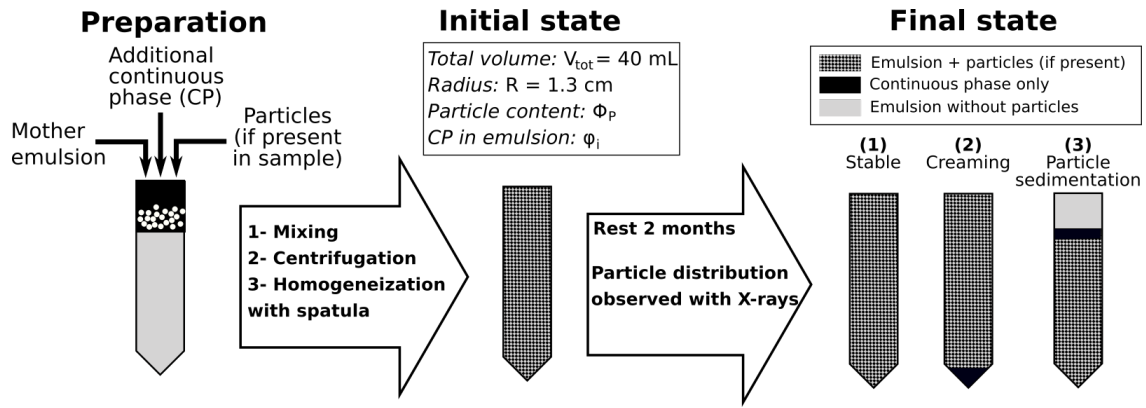 Preparation
Additional
continuous
phase (CP)
Mother
emulsion
Particles
(if present
in sample)
1- Mixing
2- Centrifugation
3- Homogeneization
with spatula
Initial state
Total volume: Vtot = 40 mL
Radius: R = 1.3 cm
Particle content: ΦP
CP in emulsion: φi
Rest 2 months
Particle distribution
observed with X-rays
Final state
Emulsion + particles (if present)
Continuous phase only
Emulsion without particles
(1)
Stable
(2)
Creaming
(3)
Particle
sedimentation